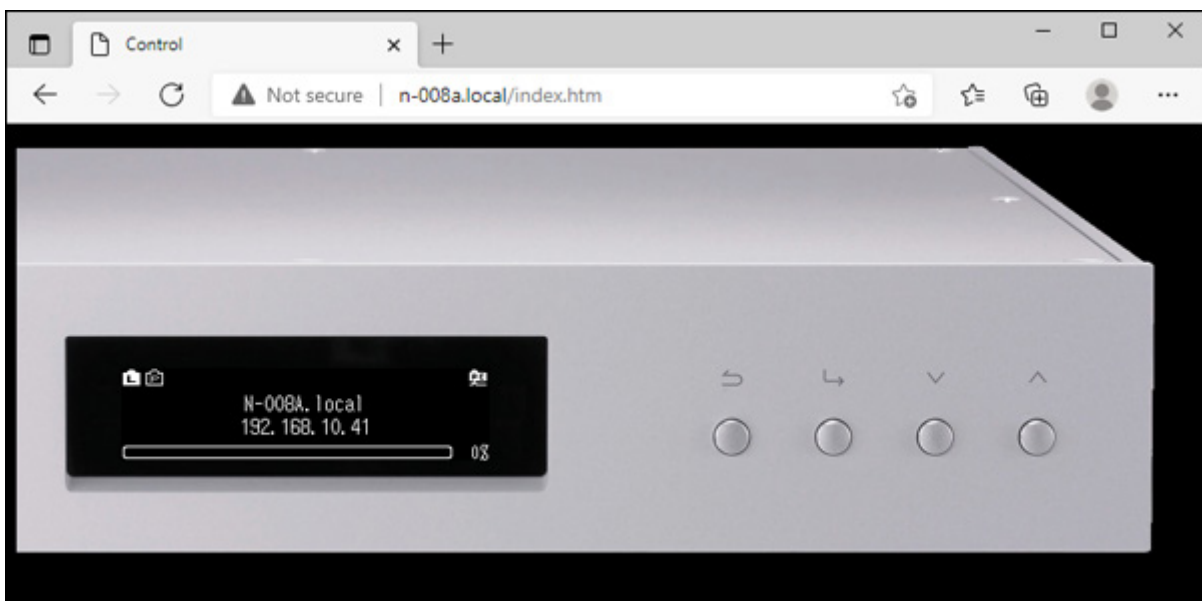 Control
Not secure | n-008a.local/index.htm
L P
N-008A.local
192.168.10.41
0%